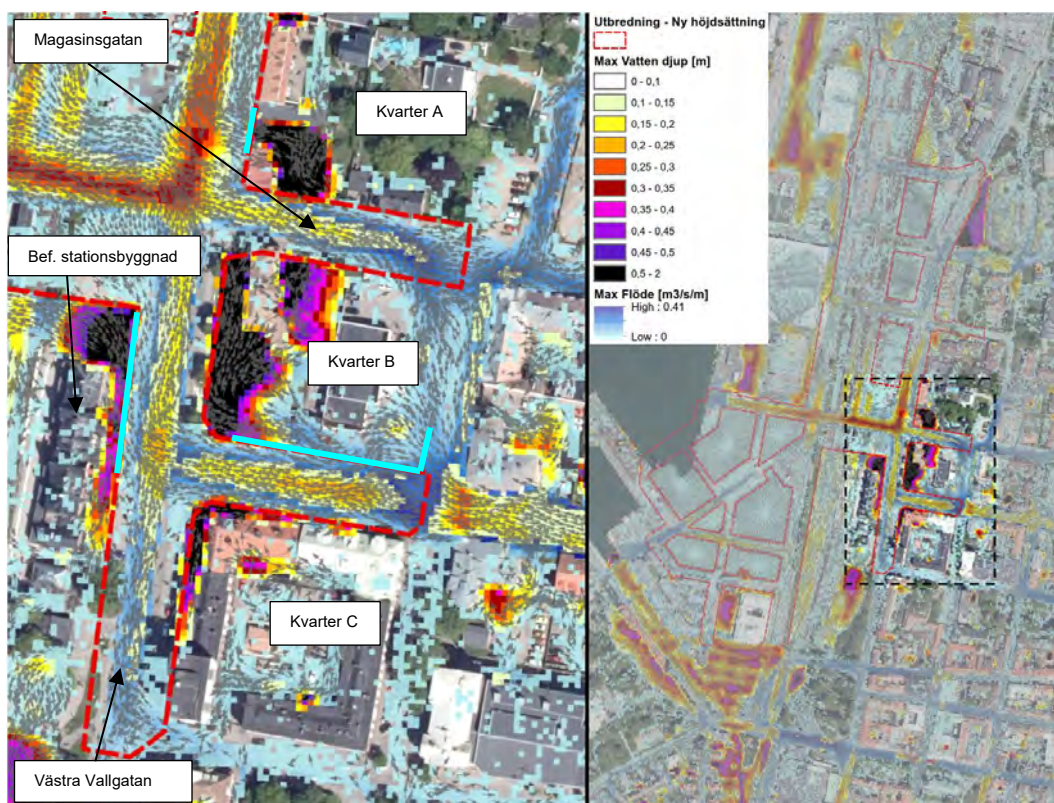 Magasinsgatan
Kvarter A
Bef. stationsbyggnad
Kvarter B
Kvarter C
Västra Vallgatan
Utbredning - Ny höjdsättning
Max Vatten djup [m]
0 - 0,1
0,1 - 0,15
0,15 - 0,2
0,2 - 0,25
0,25 - 0,3
0,3 - 0,35
0,35 - 0,4
0,4 - 0,45
0,45 - 0,5
0,5 - 2
Max Flöde [m3/s/m]
High : 0.41
Low : 0